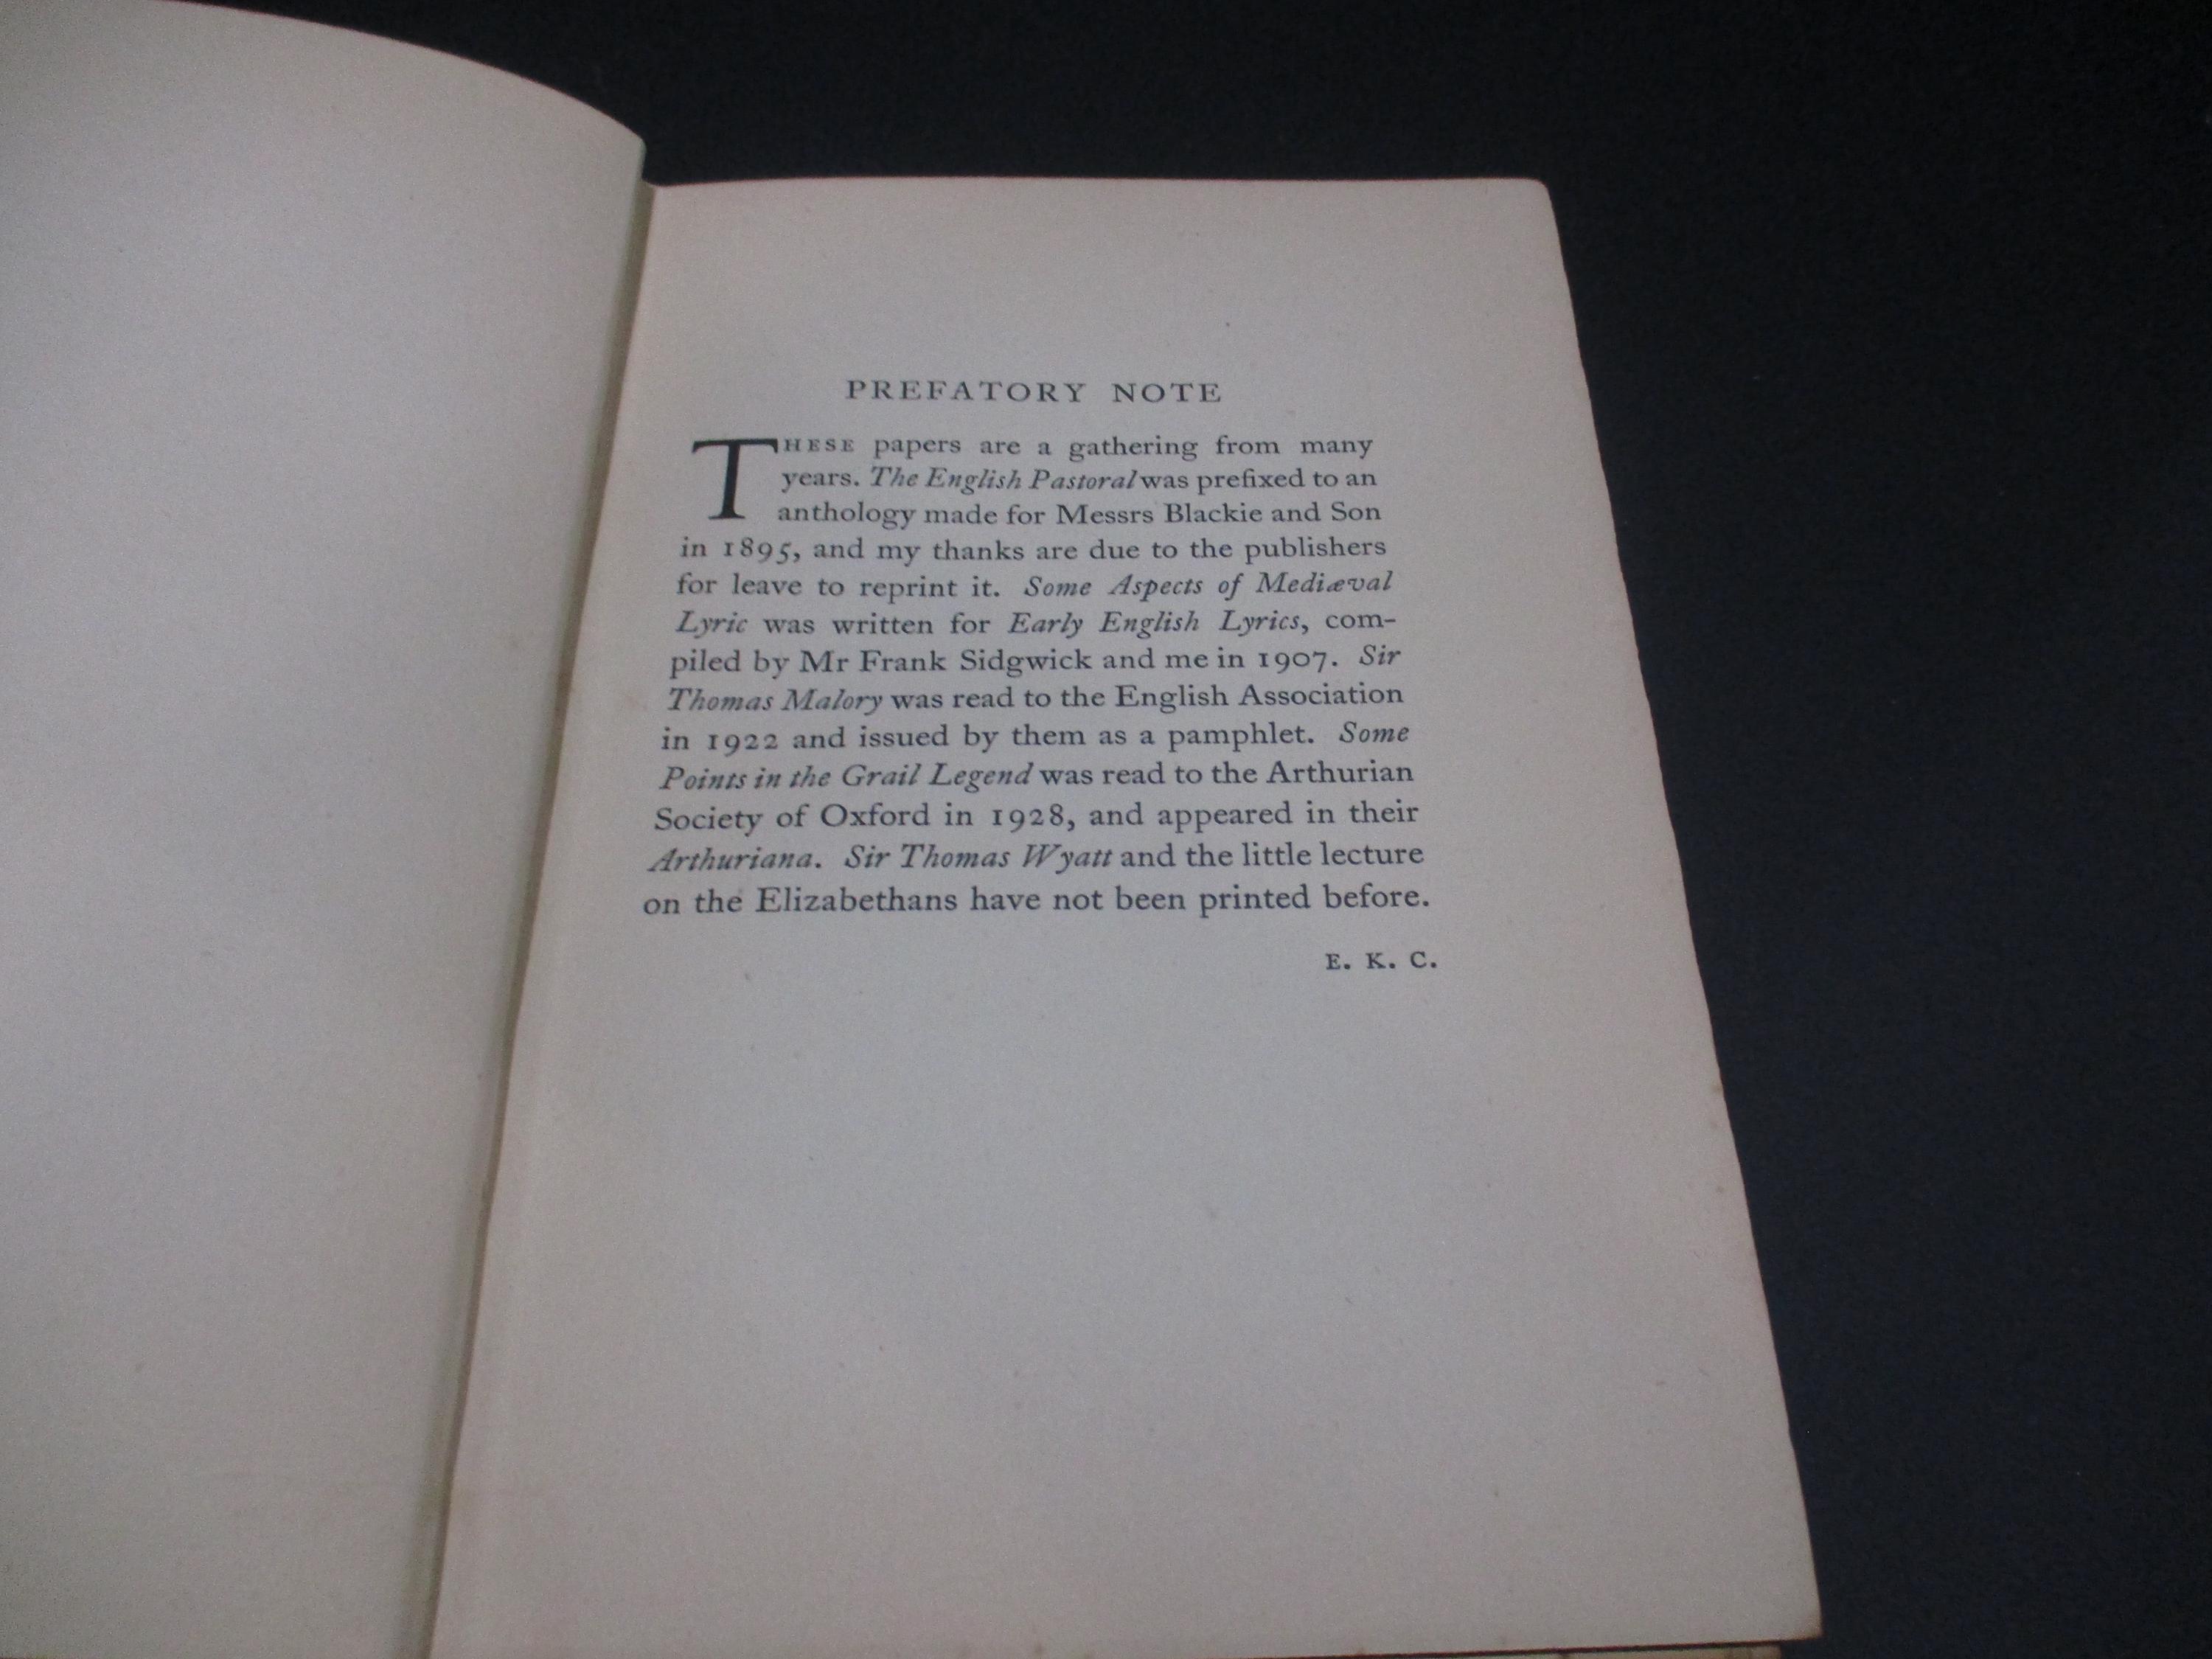 PREFATORY NOTE
THESE papers are a gathering from many
years. The English Pastoral was prefixed to an
anthology made for Messrs Blackie and Son
in 1895, and my thanks are due to the publishers
for leave to reprint it. Some Aspects of Mediæval
Lyric was written for Early English Lyrics, com-
piled by Mr Frank Sidgwick and me in 1907. Sir
Thomas Malory was read to the English Association
in 1922 and issued by them as a pamphlet. Some
Points in the Grail Legend was read to the Arthurian
Society of Oxford in 1928, and appeared in their
Arthuriana. Sir Thomas Wyatt and the little lecture
on the Elizabethans have not been printed before.
E. K. C.